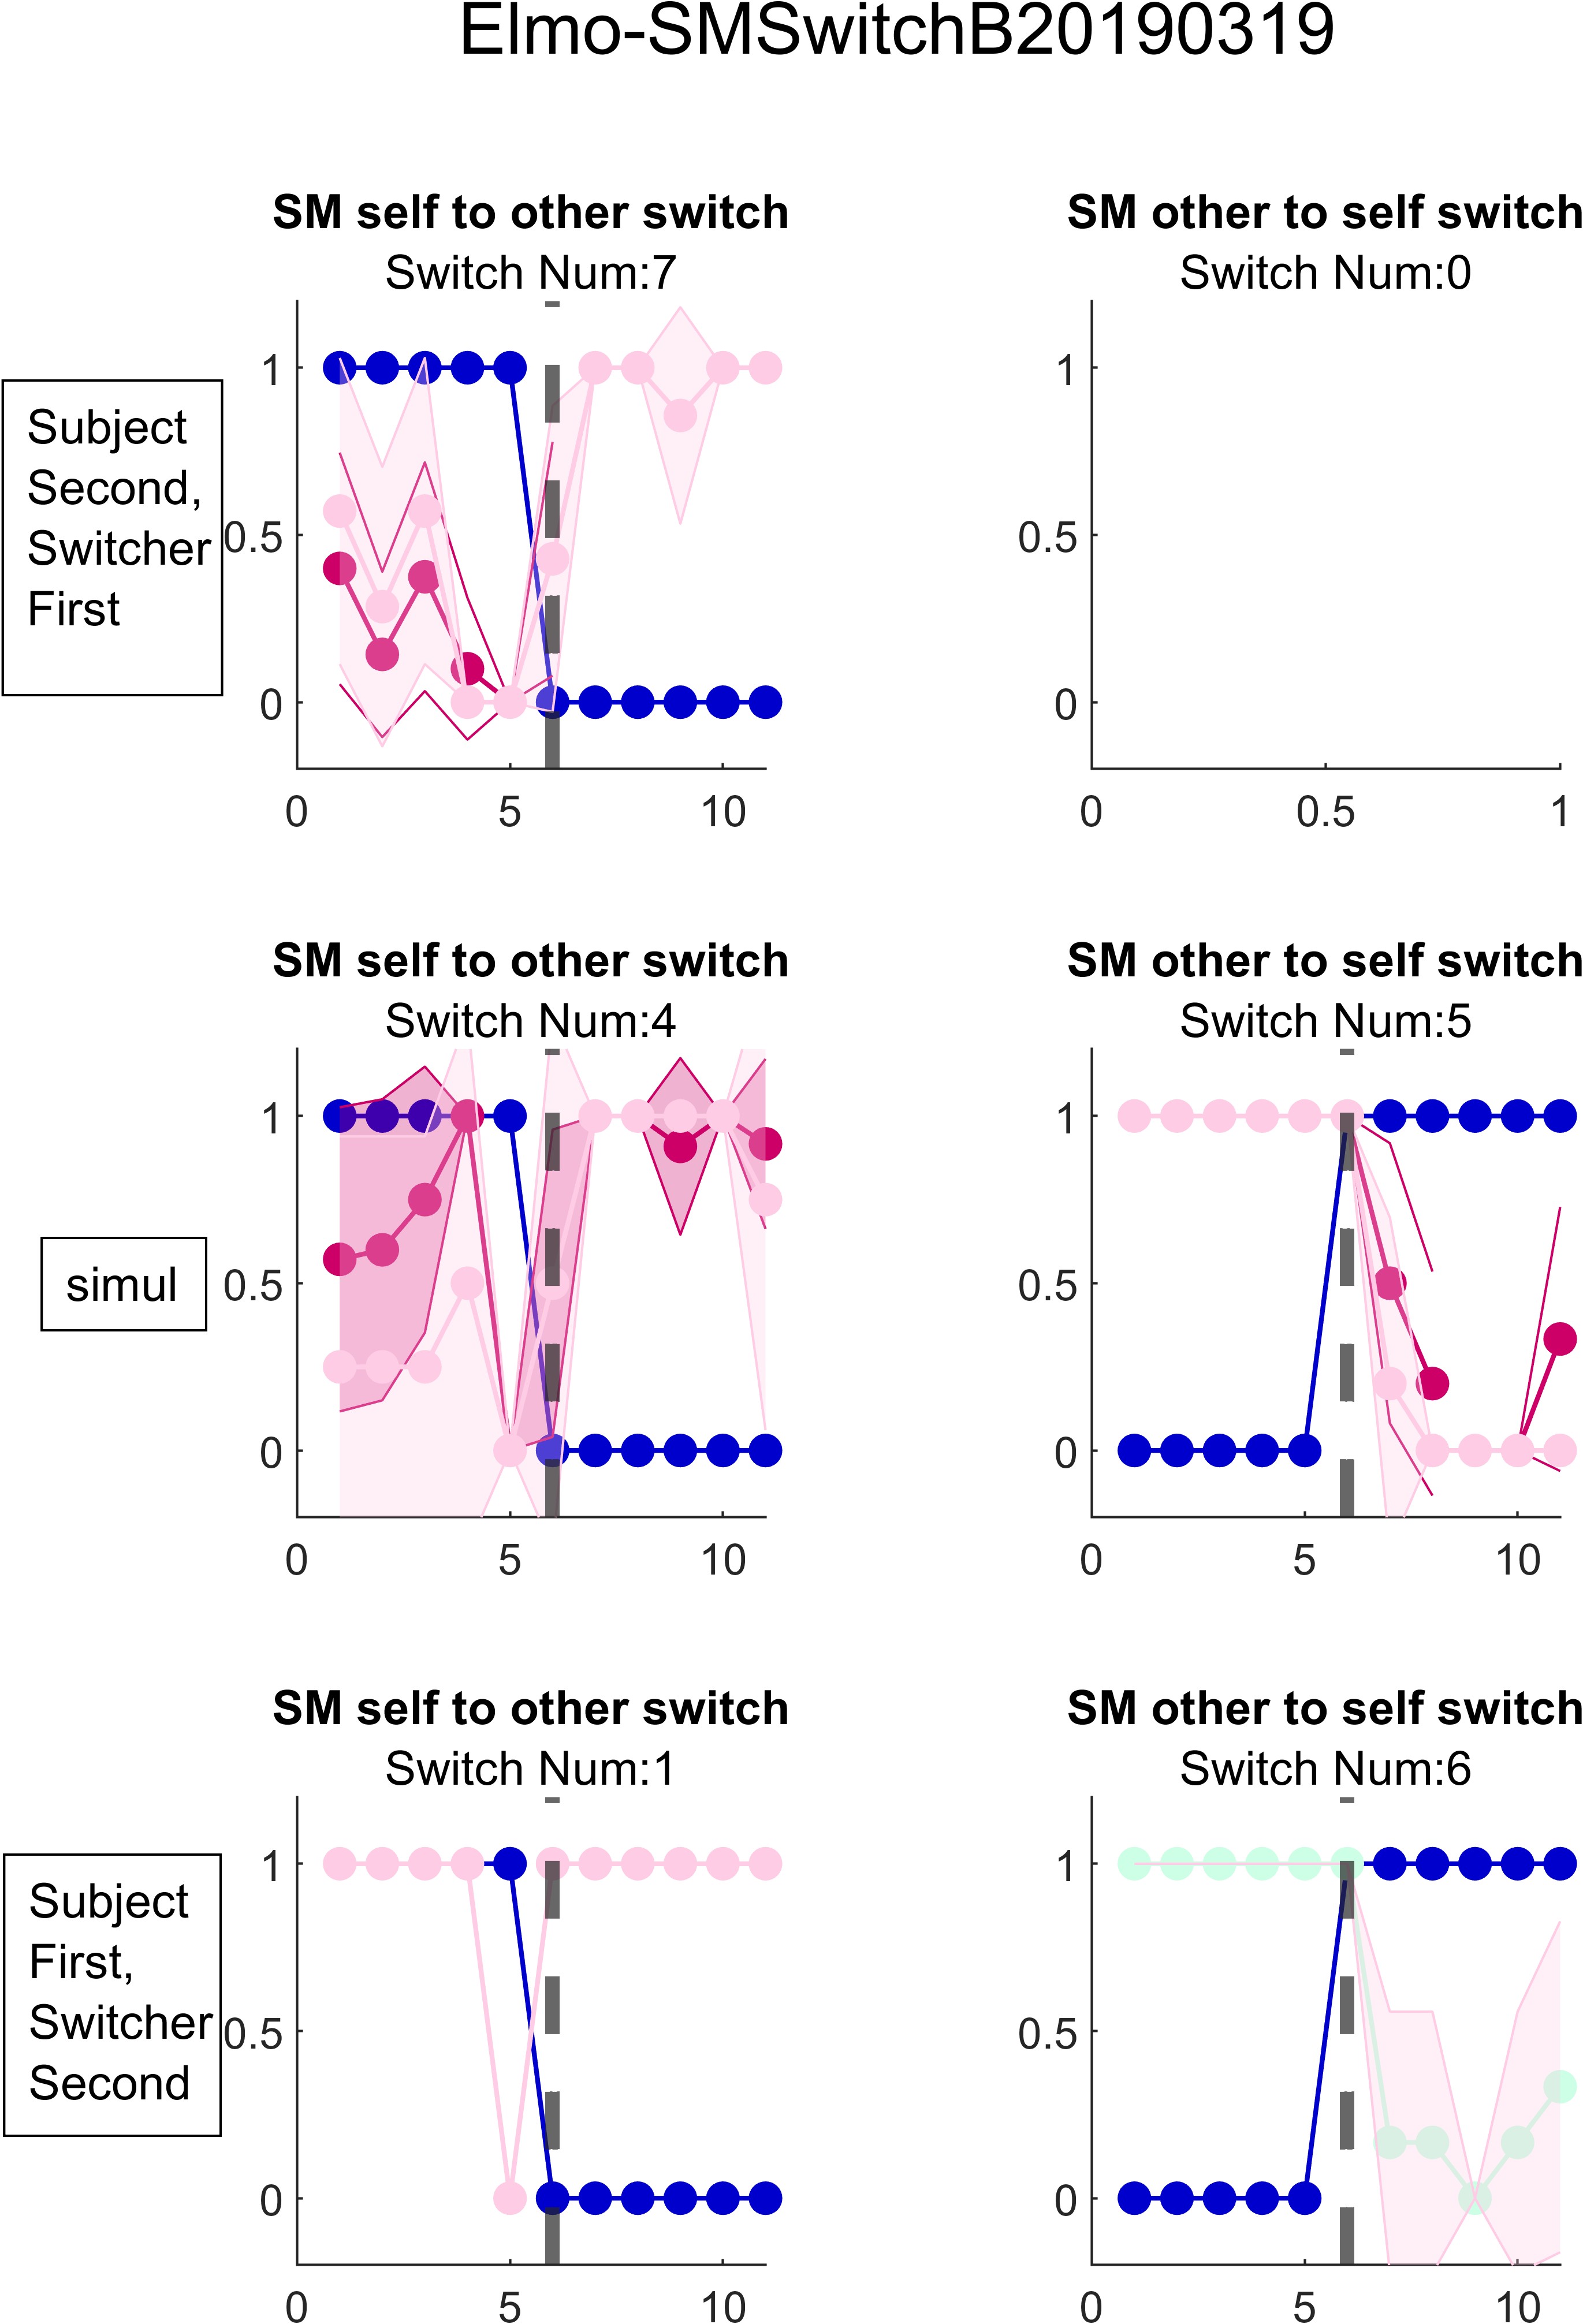 Elmo-SMSwitchB20190319
SM self to other switch
Switch Num:7
SM other to self switch
Switch Num:0
Subject
Second,
Switcher
First
1
0.5
0
0 5 10
1
0.5
0
0 0.5 1
SM self to other switch
Switch Num:4
SM other to self switch
Switch Num:5
simul
1
0.5
0
0 5 10
1
0.5
0
0 5 10
SM self to other switch
Switch Num:1
SM other to self switch
Switch Num:6
Subject
First,
Switcher
Second
1
0.5
0
0 5 10
1
0.5
0
0 5 10